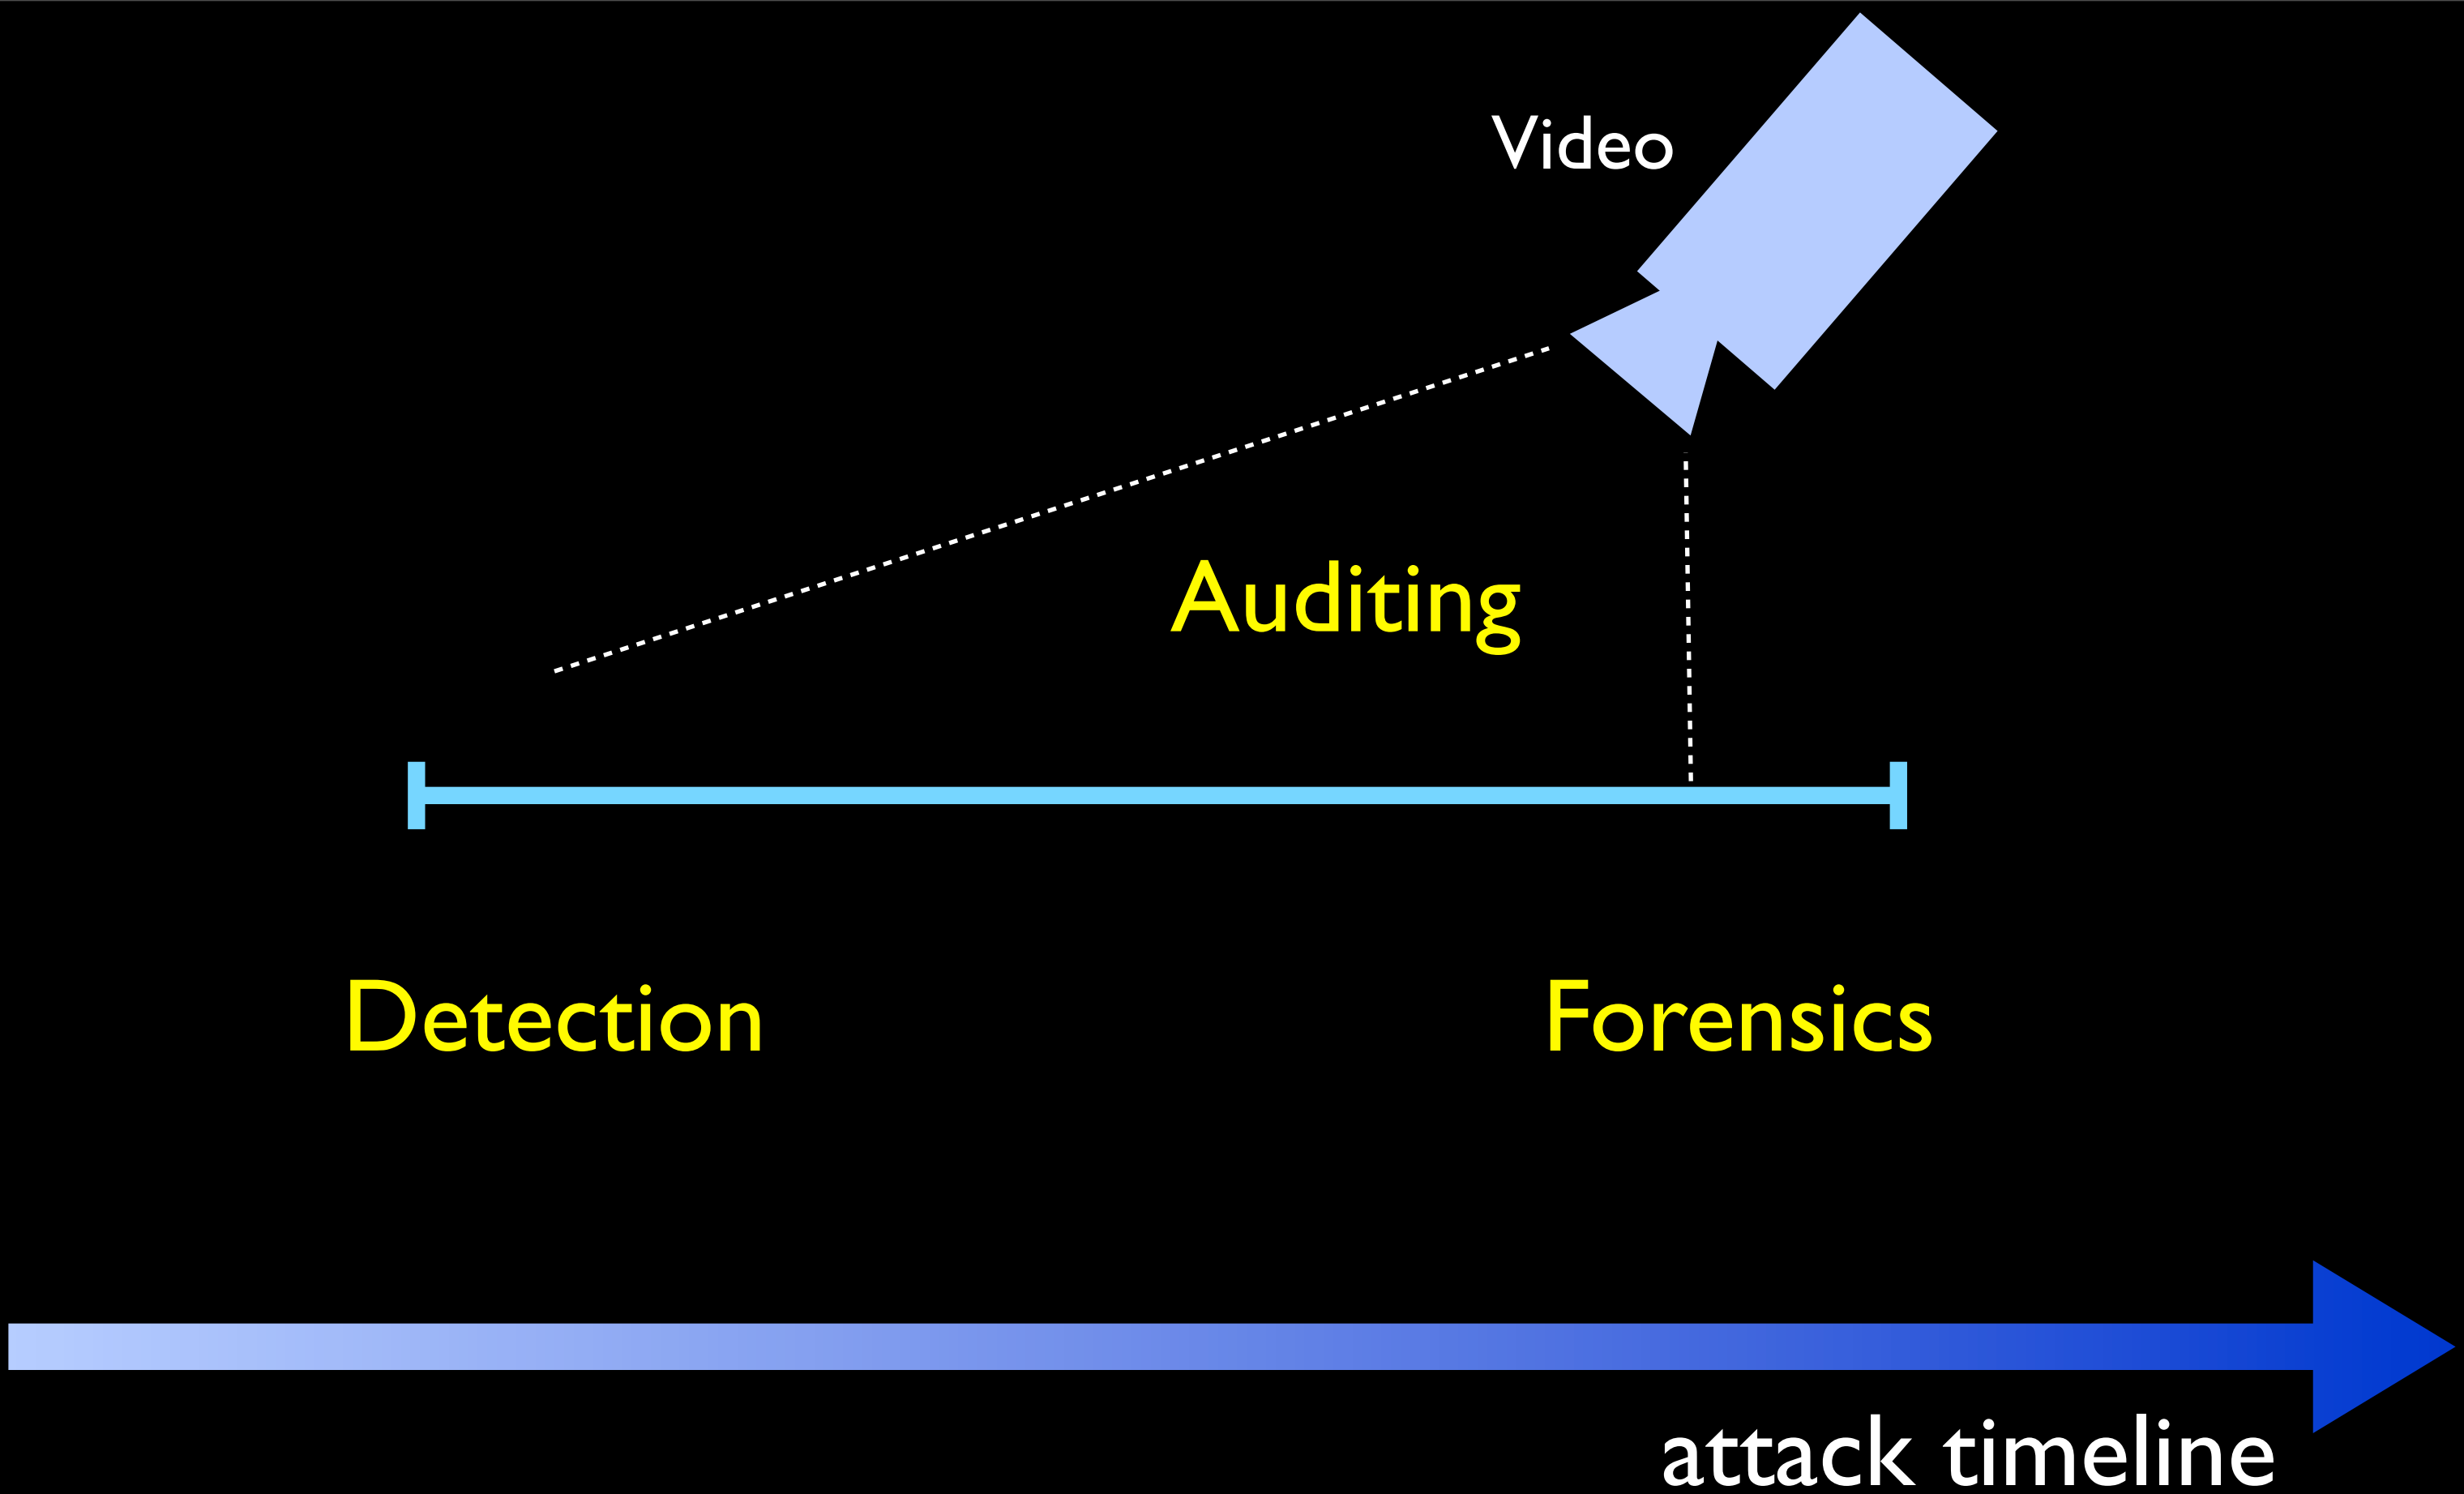 Video
Auditing
Detection
Forensics
attack timeline